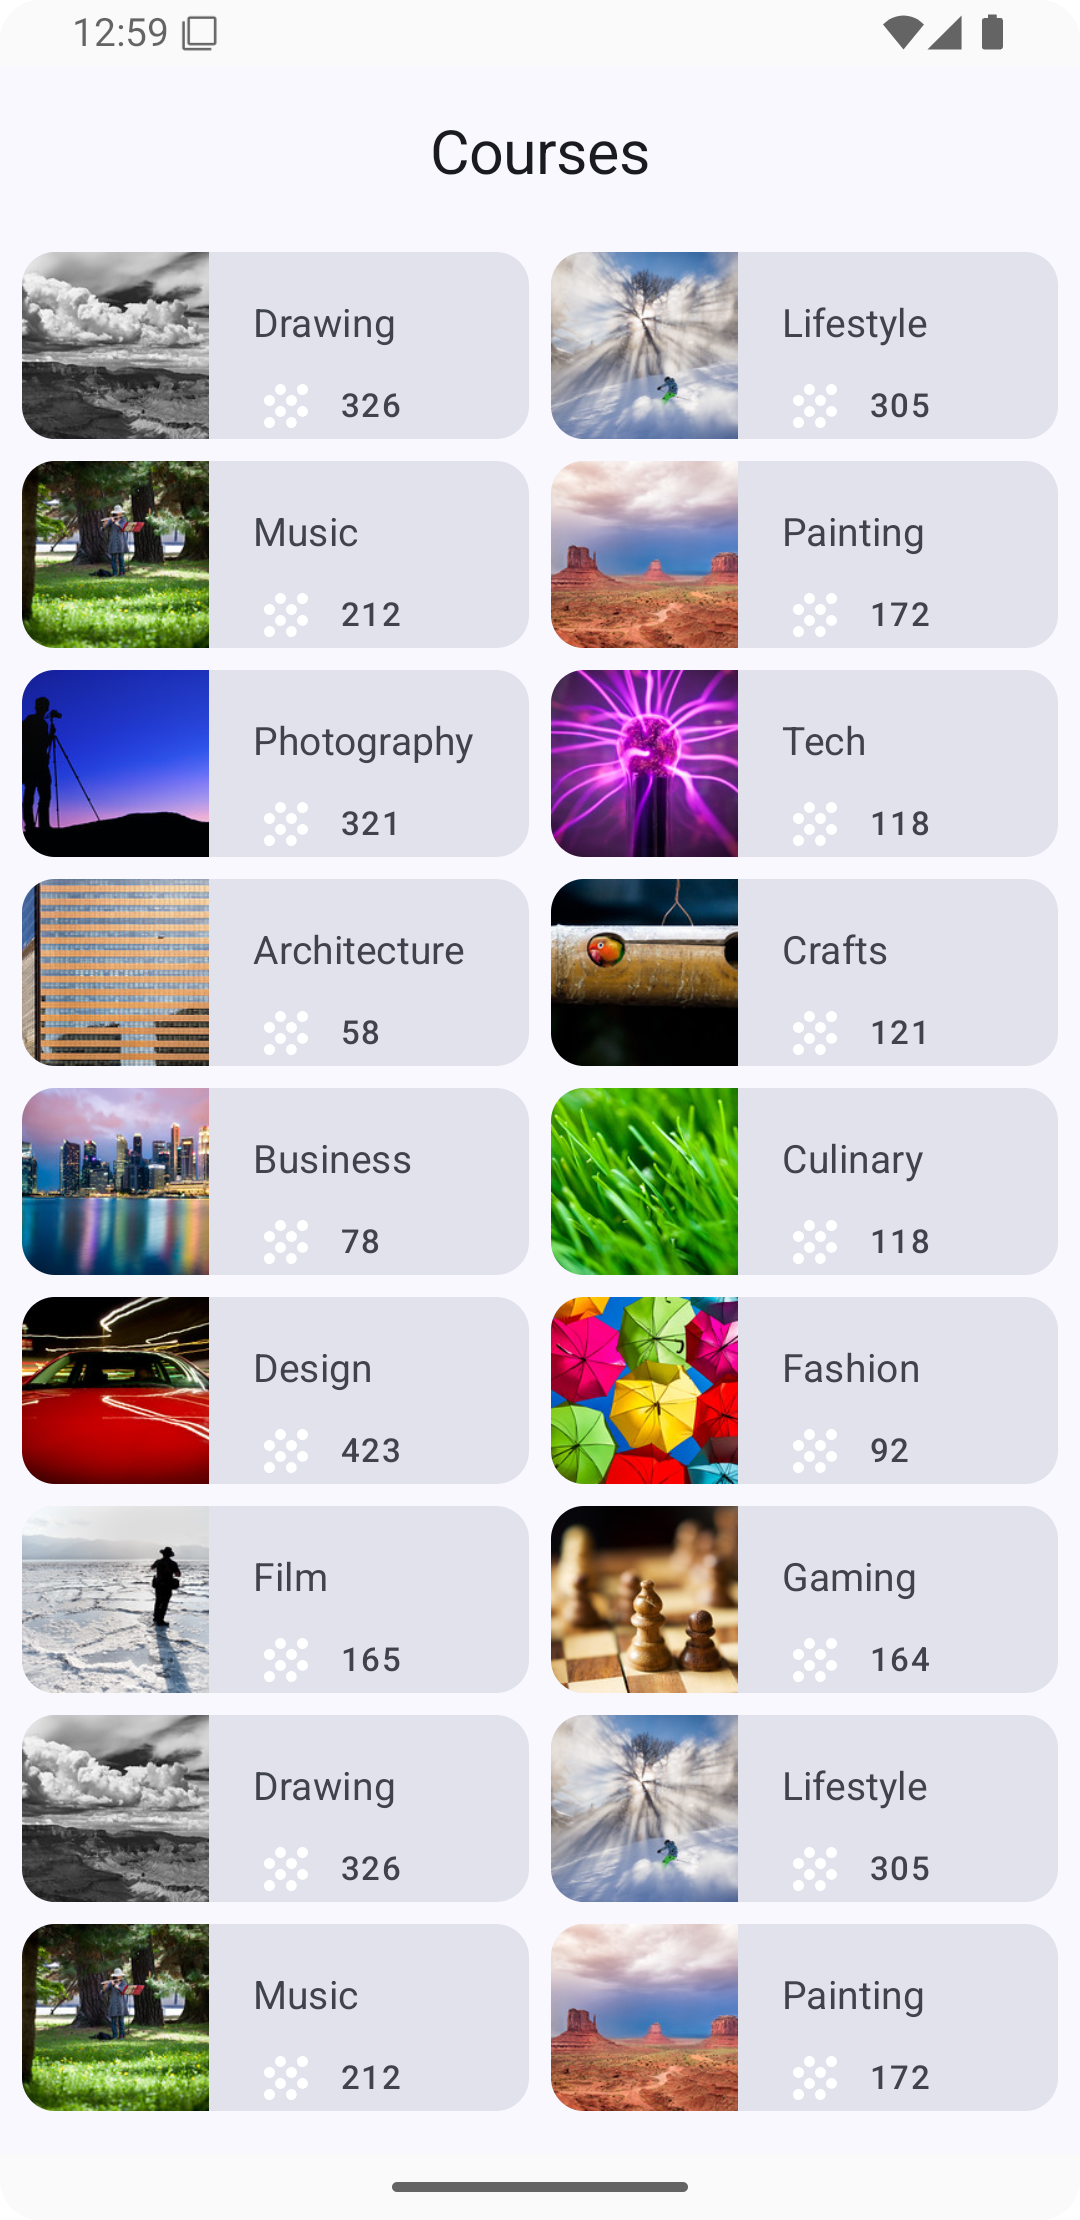 12:59
Courses
Drawing
326
Lifestyle
305
Music
212
Painting
172
Photography
321
Tech
118
Architecture
58
Crafts
121
Business
78
Culinary
118
Design
423
Fashion
92
Film
165
Gaming
164
Drawing
326
Lifestyle
305
Music
212
Painting
172